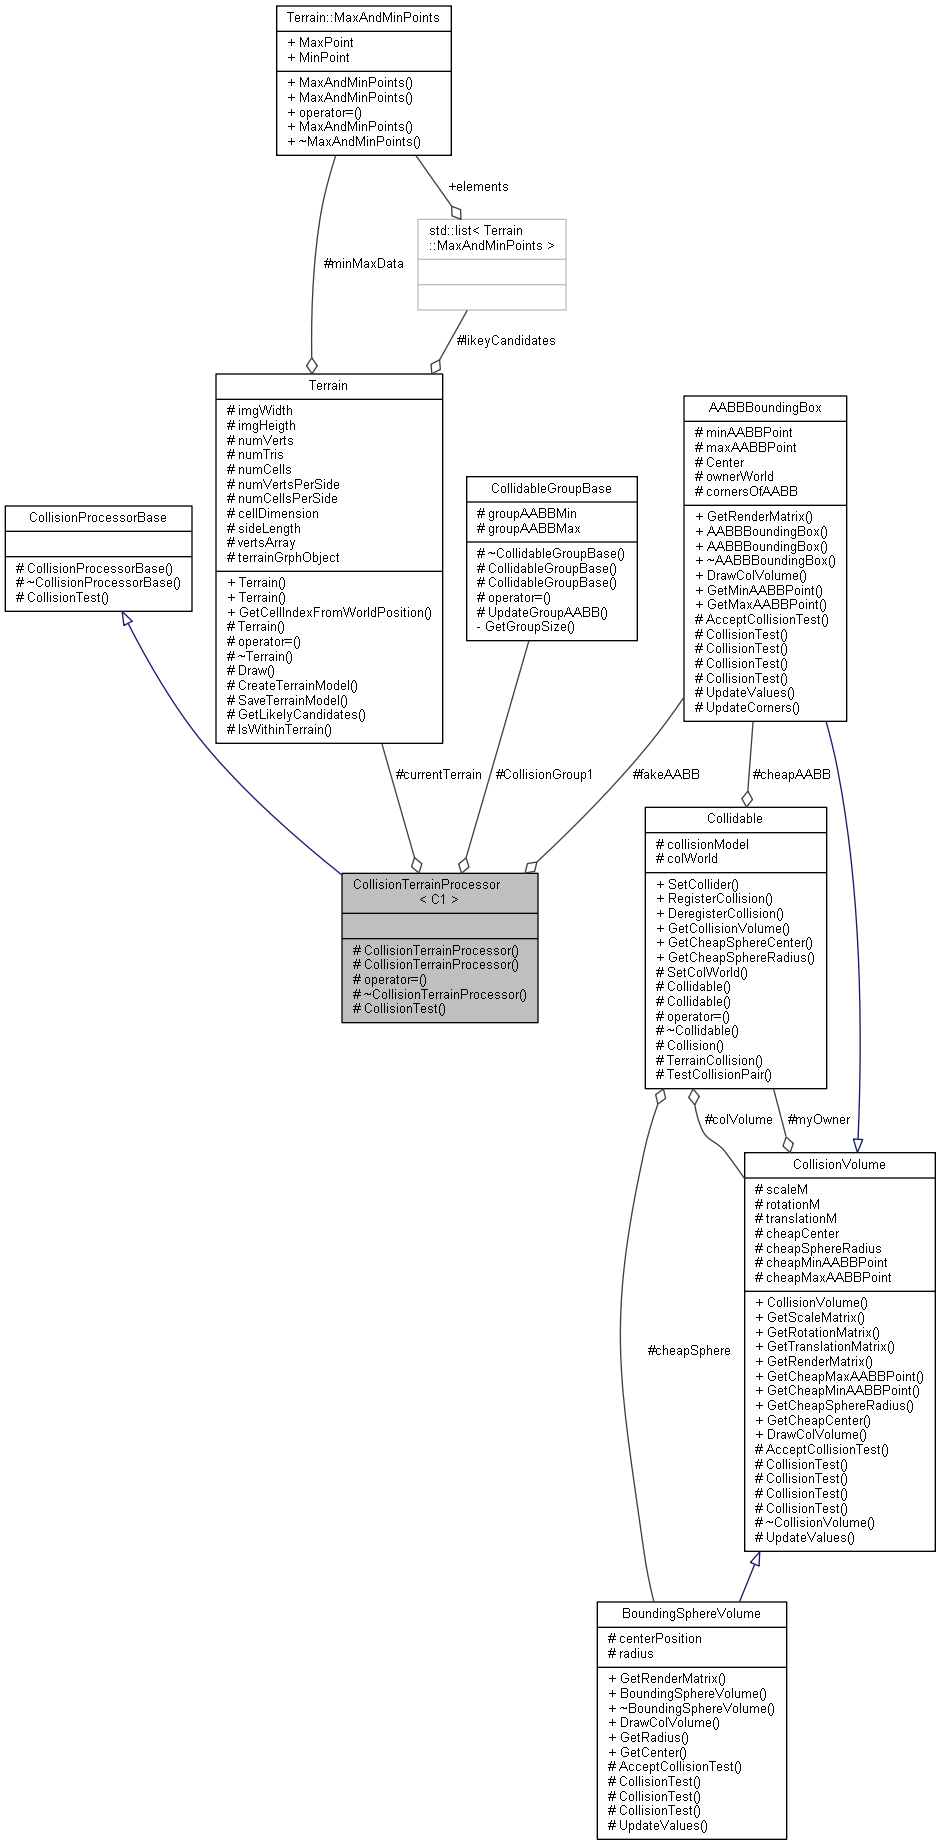 Terrain::MaxAndMinPoints
+ MaxPoint
+ MinPoint
+ MaxAndMinPoints()
+ MaxAndMinPoints()
+ operator=()
+ MaxAndMinPoints()
+ ~MaxAndMinPoints()
+elements
std::list< Terrain
::MaxAndMinPoints >
#minMaxData
#likeyCandidates
Terrain
# imgWidth
# imgHeigth
# numVerts
# numTris
# numCells
# numVertsPerSide
# numCellsPerSide
# cellDimension
# sideLength
# vertsArray
# terrainGrphObject
+ Terrain()
+ Terrain()
+ GetCellIndexFromWorldPosition()
# Terrain()
# operator=()
# ~Terrain()
# Draw()
# CreateTerrainModel()
# SaveTerrainModel()
# GetLikelyCandidates()
# IsWithinTerrain()
AABBBoundingBox
# minAABBPoint
# maxAABBPoint
# Center
# ownerWorld
# cornersOfAABB
+ GetRenderMatrix()
+ AABBBoundingBox()
+ AABBBoundingBox()
+ ~AABBBoundingBox()
+ DrawColVolume()
+ GetMinAABBPoint()
+ GetMaxAABBPoint()
# AcceptCollisionTest()
# CollisionTest()
# CollisionTest()
# CollisionTest()
# CollisionTest()
# UpdateValues()
# UpdateCorners()
CollidableGroupBase
# groupAABBMin
# groupAABBMax
# ~CollidableGroupBase()
# CollidableGroupBase()
# CollidableGroupBase()
# operator=()
# UpdateGroupAABB()
- GetGroupSize()
CollisionProcessorBase
# CollisionProcessorBase()
# ~CollisionProcessorBase()
# CollisionTest()
#currentTerrain
#CollisionGroup1
#fakeAABB
#cheapAABB
Collidable
# collisionModel
# colWorld
+ SetCollider()
+ RegisterCollision()
+ DeregisterCollision()
+ GetCollisionVolume()
+ GetCheapSphereCenter()
+ GetCheapSphereRadius()
# SetColWorld()
# Collidable()
# Collidable()
# operator=()
# ~Collidable()
# Collision()
# TerrainCollision()
# TestCollisionPair()
CollisionTerrainProcessor
< C1 >
# CollisionTerrainProcessor()
# CollisionTerrainProcessor()
# operator=()
# ~CollisionTerrainProcessor()
# CollisionTest()
#colVolume
#myOwner
CollisionVolume
# scaleM
# rotationM
# translationM
# cheapCenter
# cheapSphereRadius
# cheapMinAABBPoint
# cheapMaxAABBPoint
+ CollisionVolume()
+ GetScaleMatrix()
+ GetRotationMatrix()
+ GetTranslationMatrix()
+ GetRenderMatrix()
+ GetCheapMaxAABBPoint()
+ GetCheapMinAABBPoint()
+ GetCheapSphereRadius()
+ GetCheapCenter()
+ DrawColVolume()
# AcceptCollisionTest()
# CollisionTest()
# CollisionTest()
# CollisionTest()
# CollisionTest()
# ~CollisionVolume()
# UpdateValues()
#cheapSphere
BoundingSphereVolume
# centerPosition
# radius
+ GetRenderMatrix()
+ BoundingSphereVolume()
+ ~BoundingSphereVolume()
+ DrawColVolume()
+ GetRadius()
+ GetCenter()
# AcceptCollisionTest()
# CollisionTest()
# CollisionTest()
# CollisionTest()
# UpdateValues()